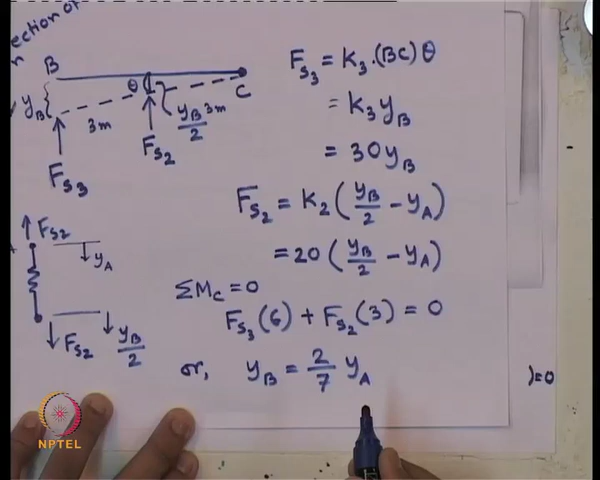 ection of
n
B
θ
C
y_B
y_B/2
3m
3m
F_S3
F_S2
F_S3 = K_3 · (BC) θ
= K_3 y_B
= 30 y_B
F_S2 = K_2 (y_B/2 - y_A)
= 20 (y_B/2 - y_A)
F_S2
y_A
F_S2
y_B/2
ΣM_C = 0
F_S3 (6) + F_S2 (3) = 0
or, y_B = 2/7 y_A
)=0
NPTEL